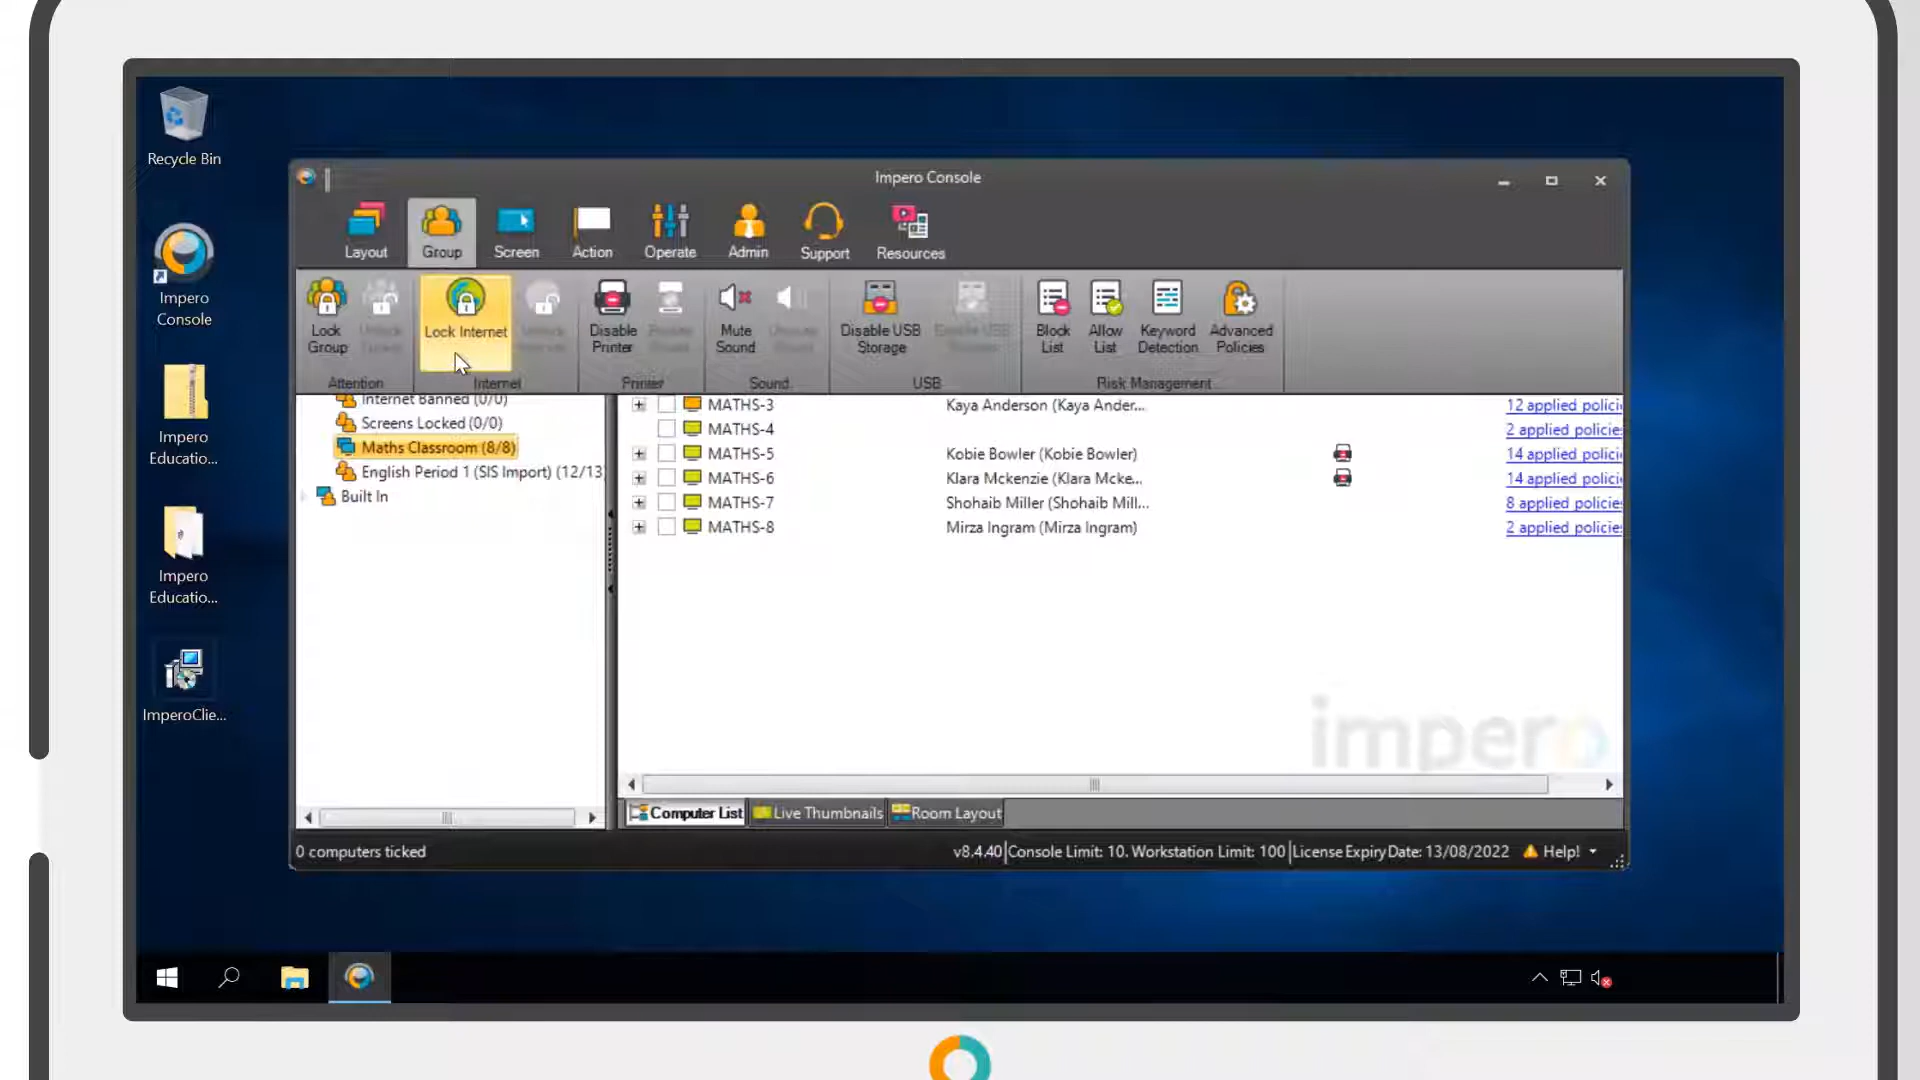 Recycle Bin
Impero
Console
Impero
Educatio...
Impero
Educatio...
ImperoClie...
Impero Console
Layout
Group
Screen
Action
Operate
Admin
Support
Resources
Lock
Group
Lock Internet
Disable
Printer
Mute
Sound
Disable USB
Storage
Block
List
Allow
List
Keyword
Detection
Advanced
Policies
Attention
Internet
Printer
Sound
USB
Risk Management
Internet Banned (0/0)
Screens Locked (0/0)
Maths Classroom (8/8)
English Period 1 (SIS Import) (12/13
Built In
MATHS-3 Kaya Anderson (Kaya Ander... 12 applied polici
MATHS-4 2 applied policie
MATHS-5 Kobie Bowler (Kobie Bowler) 14 applied polici
MATHS-6 Klara Mckenzie (Klara Mcke... 14 applied polici
MATHS-7 Shohaib Miller (Shohaib Mill... 8 applied policie
MATHS-8 Mirza Ingram (Mirza Ingram) 2 applied policie
impero
Computer List
Live Thumbnails
Room Layout
0 computers ticked
v8.4.40 Console Limit: 10. Workstation Limit: 100 License Expiry Date: 13/08/2022 Help!